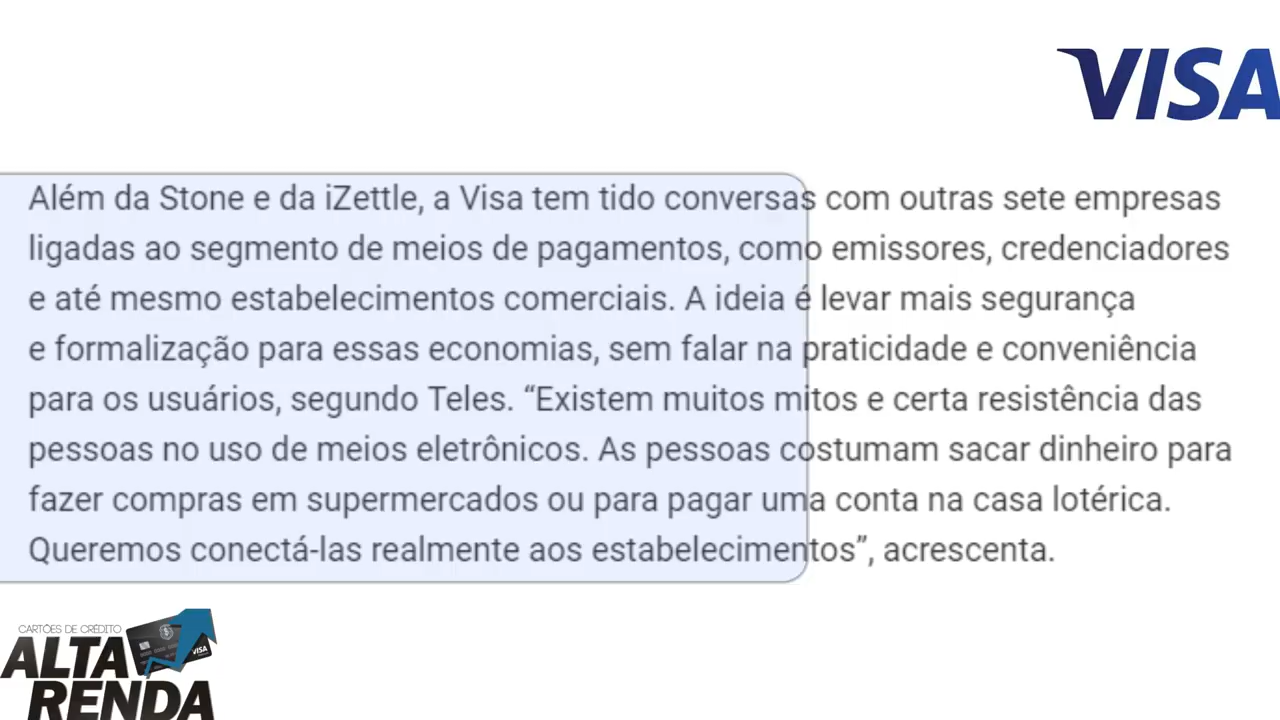 VISA
Além da Stone e da iZettle, a Visa tem tido conversas com outras sete empresas
ligadas ao segmento de meios de pagamentos, como emissores, credenciadores
e até mesmo estabelecimentos comerciais. A ideia é levar mais segurança
e formalização para essas economias, sem falar na praticidade e conveniência
para os usuários, segundo Teles. “Existem muitos mitos e certa resistência das
pessoas no uso de meios eletrônicos. As pessoas costumam sacar dinheiro para
fazer compras em supermercados ou para pagar uma conta na casa lotérica.
Queremos conectá-las realmente aos estabelecimentos”, acrescenta.
CARTÕES DE CRÉDITO
ALTA
RENDA
VISA